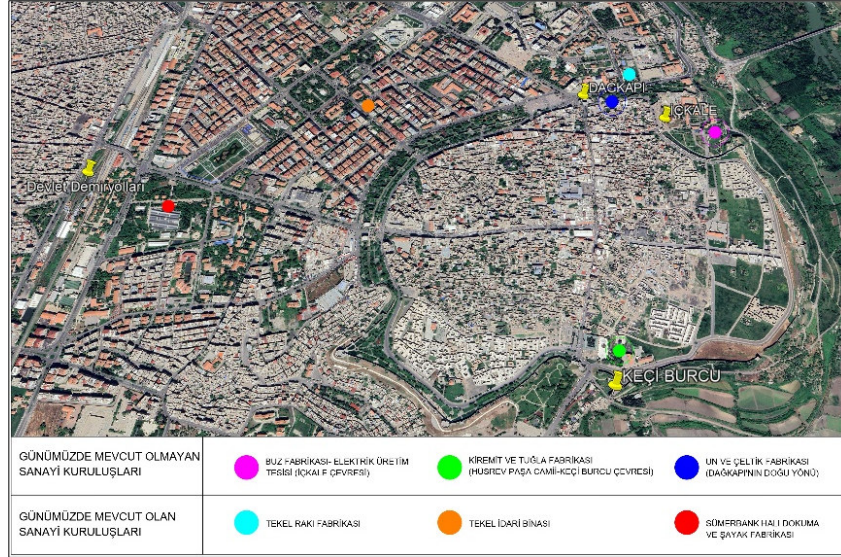 DAĞKAPI
İÇKALE
Devlet Demiryolları
KEÇİ BURCU
GÜNÜMÜZDE MEVCUT OLMAYAN
SANAYİ KURULUŞLARI
BUZ FABRİKASI- ELEKTRİK ÜRETİM
TESİSİ (İÇKALE ÇEVRESİ)
KİREMİT VE TUĞLA FABRİKASI
(HUSREV PAŞA CAMİİ-KEÇİ BURCU ÇEVRESİ)
UN VE ÇELTİK FABRİKASI
(DAĞKAPI'NIN DOĞU YÖNÜ)
GÜNÜMÜZDE MEVCUT OLAN
SANAYİ KURULUŞLARI
TEKEL RAKI FABRİKASI
TEKEL İDARİ BİNASI
SÜMERBANK HALI DOKUMA
VE ŞAYAK FABRİKASI